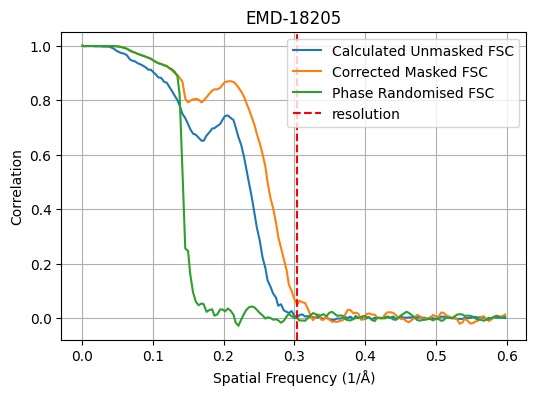 EMD-18205
1.0
0.8
0.6
0.4
0.2
0.0
Correlation
Calculated Unmasked FSC
Corrected Masked FSC
Phase Randomised FSC
resolution
0.0 0.1 0.2 0.3 0.4 0.5 0.6
Spatial Frequency (1/Å)